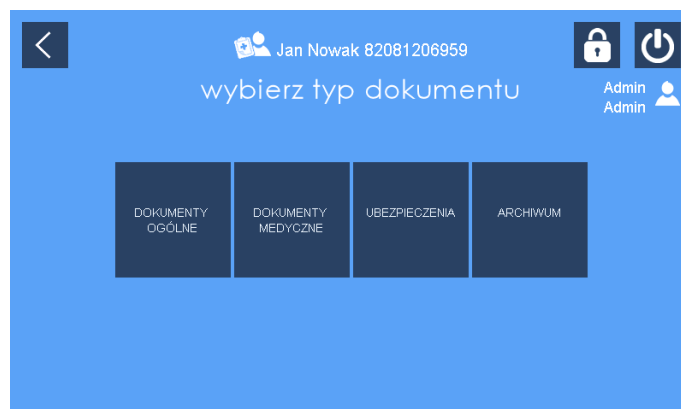 Jan Nowak 82081206959
wybierz typ dokumentu
Admin
Admin
DOKUMENTY
OGÓLNE
DOKUMENTY
MEDYCZNE
UBEZPIECZENIA
ARCHIWUM